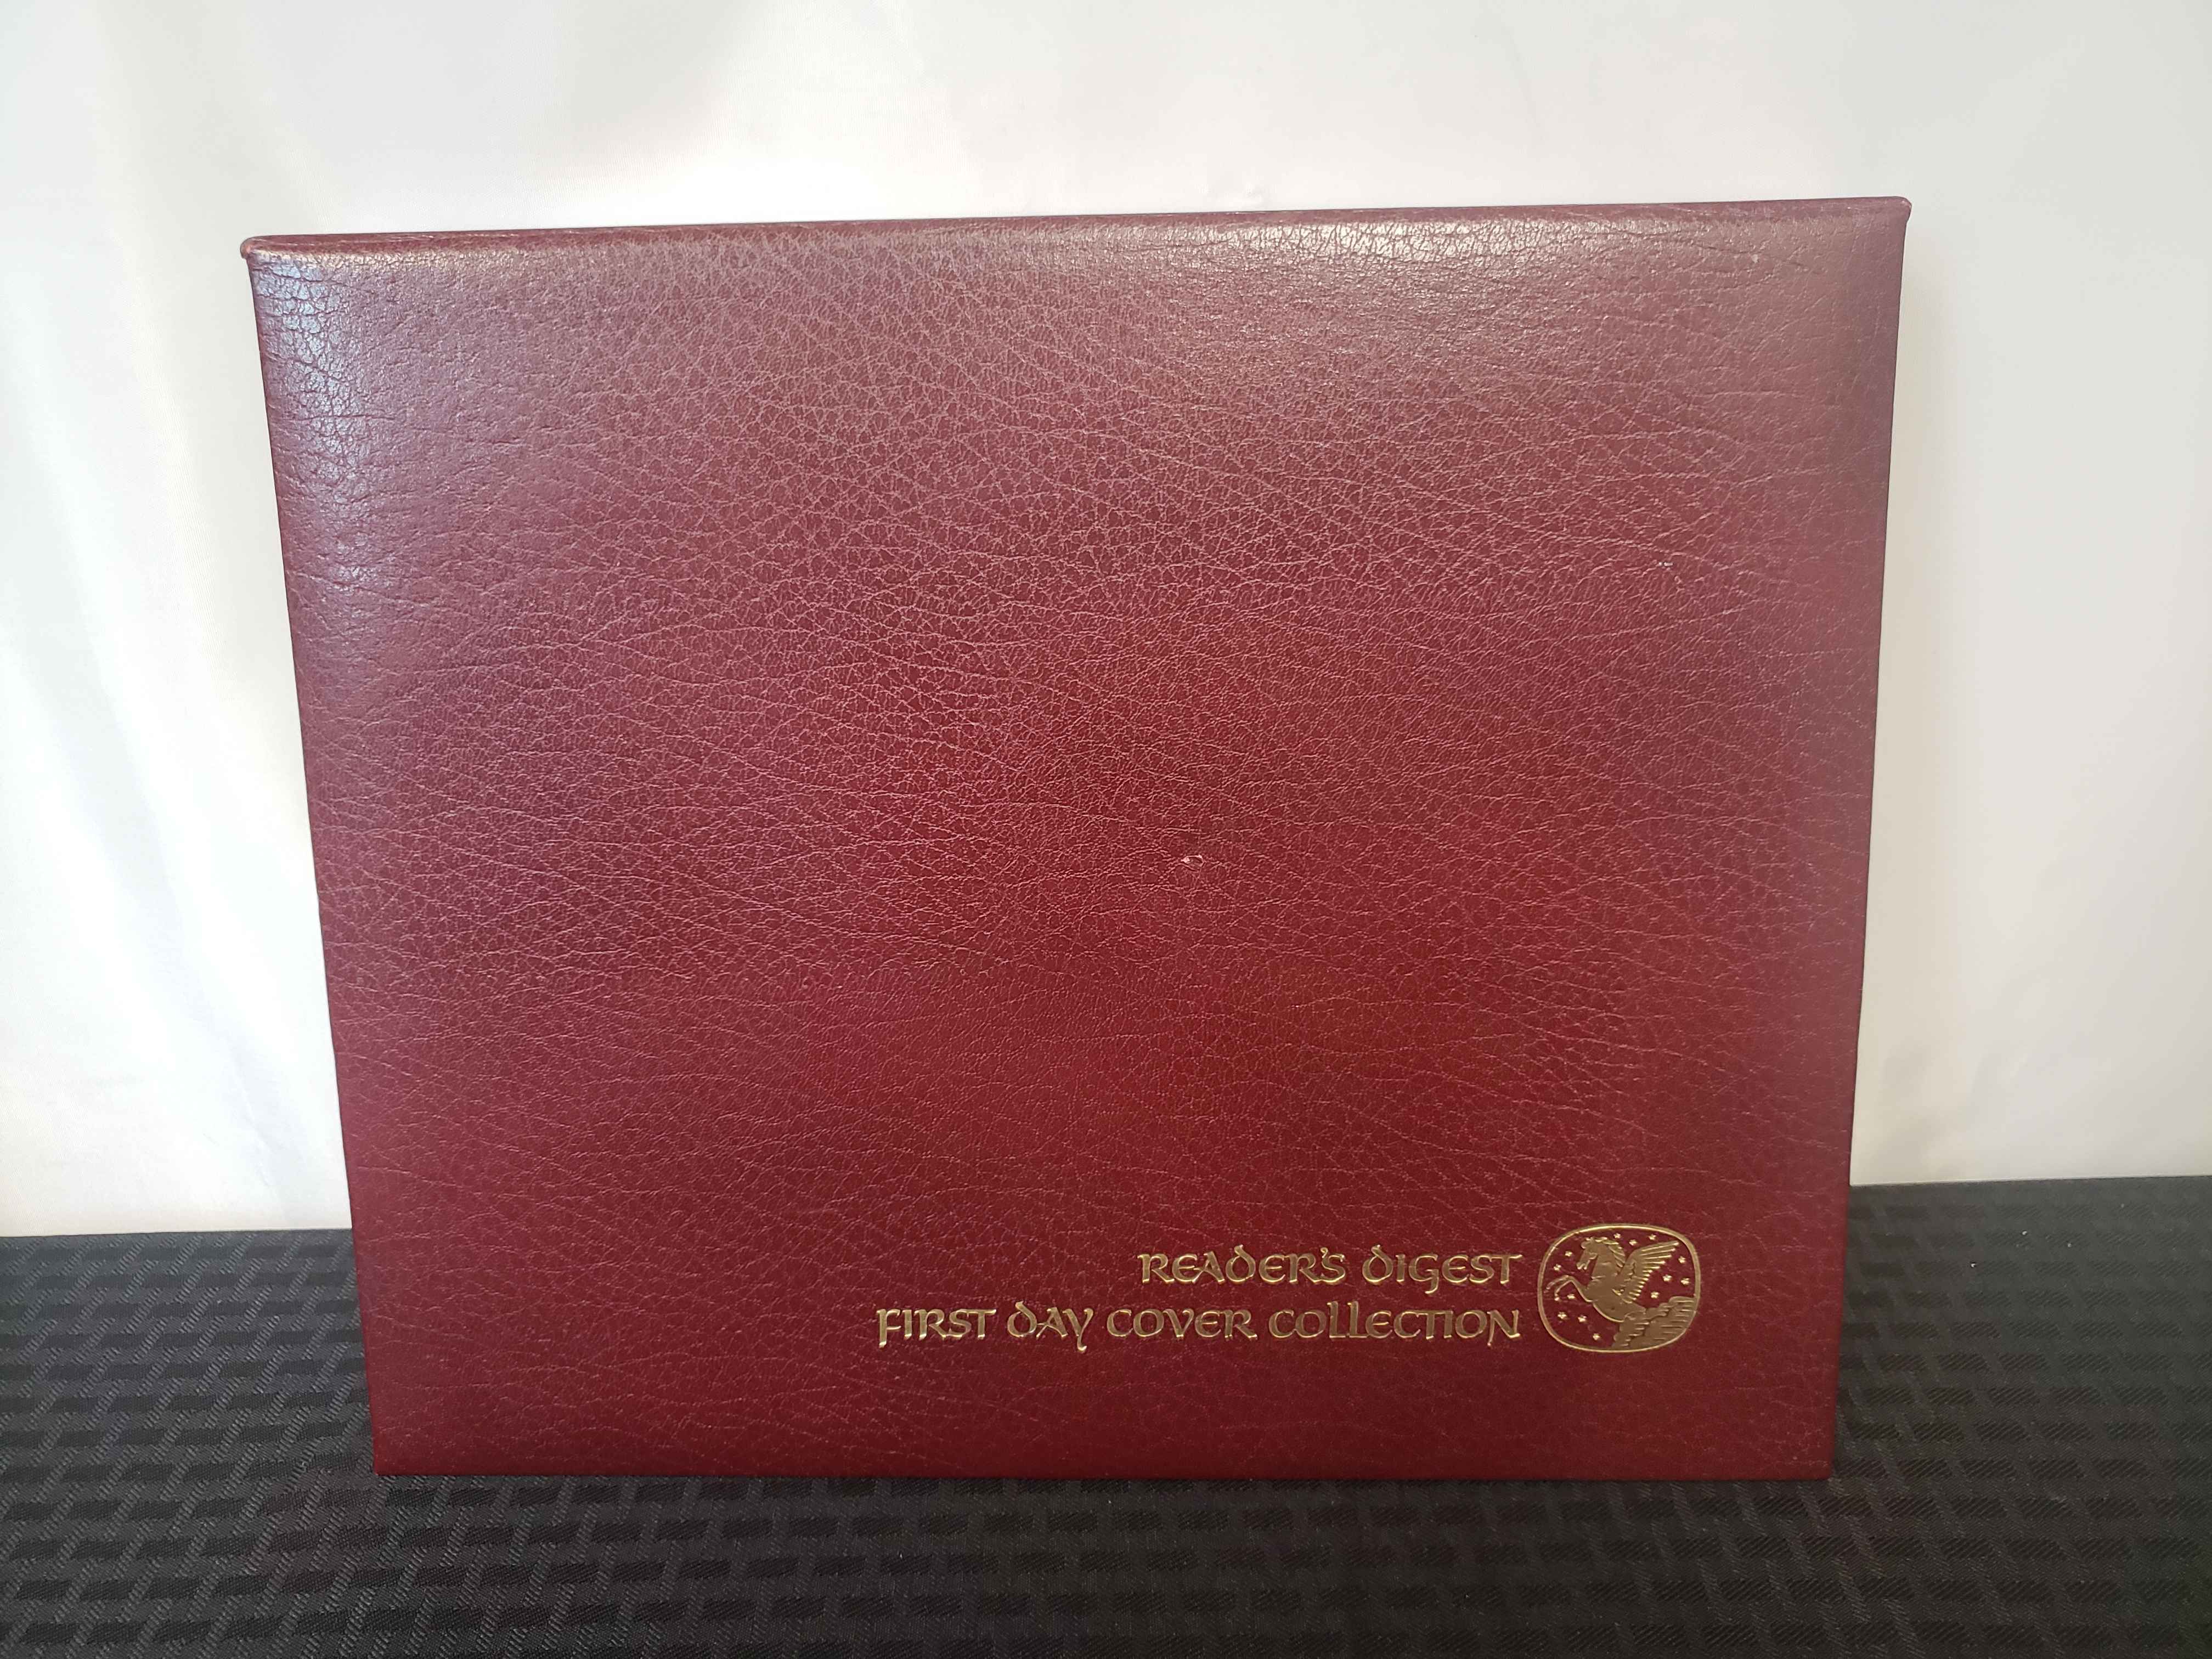 READER'S DIGEST
FIRST DAY COVER COLLECTION